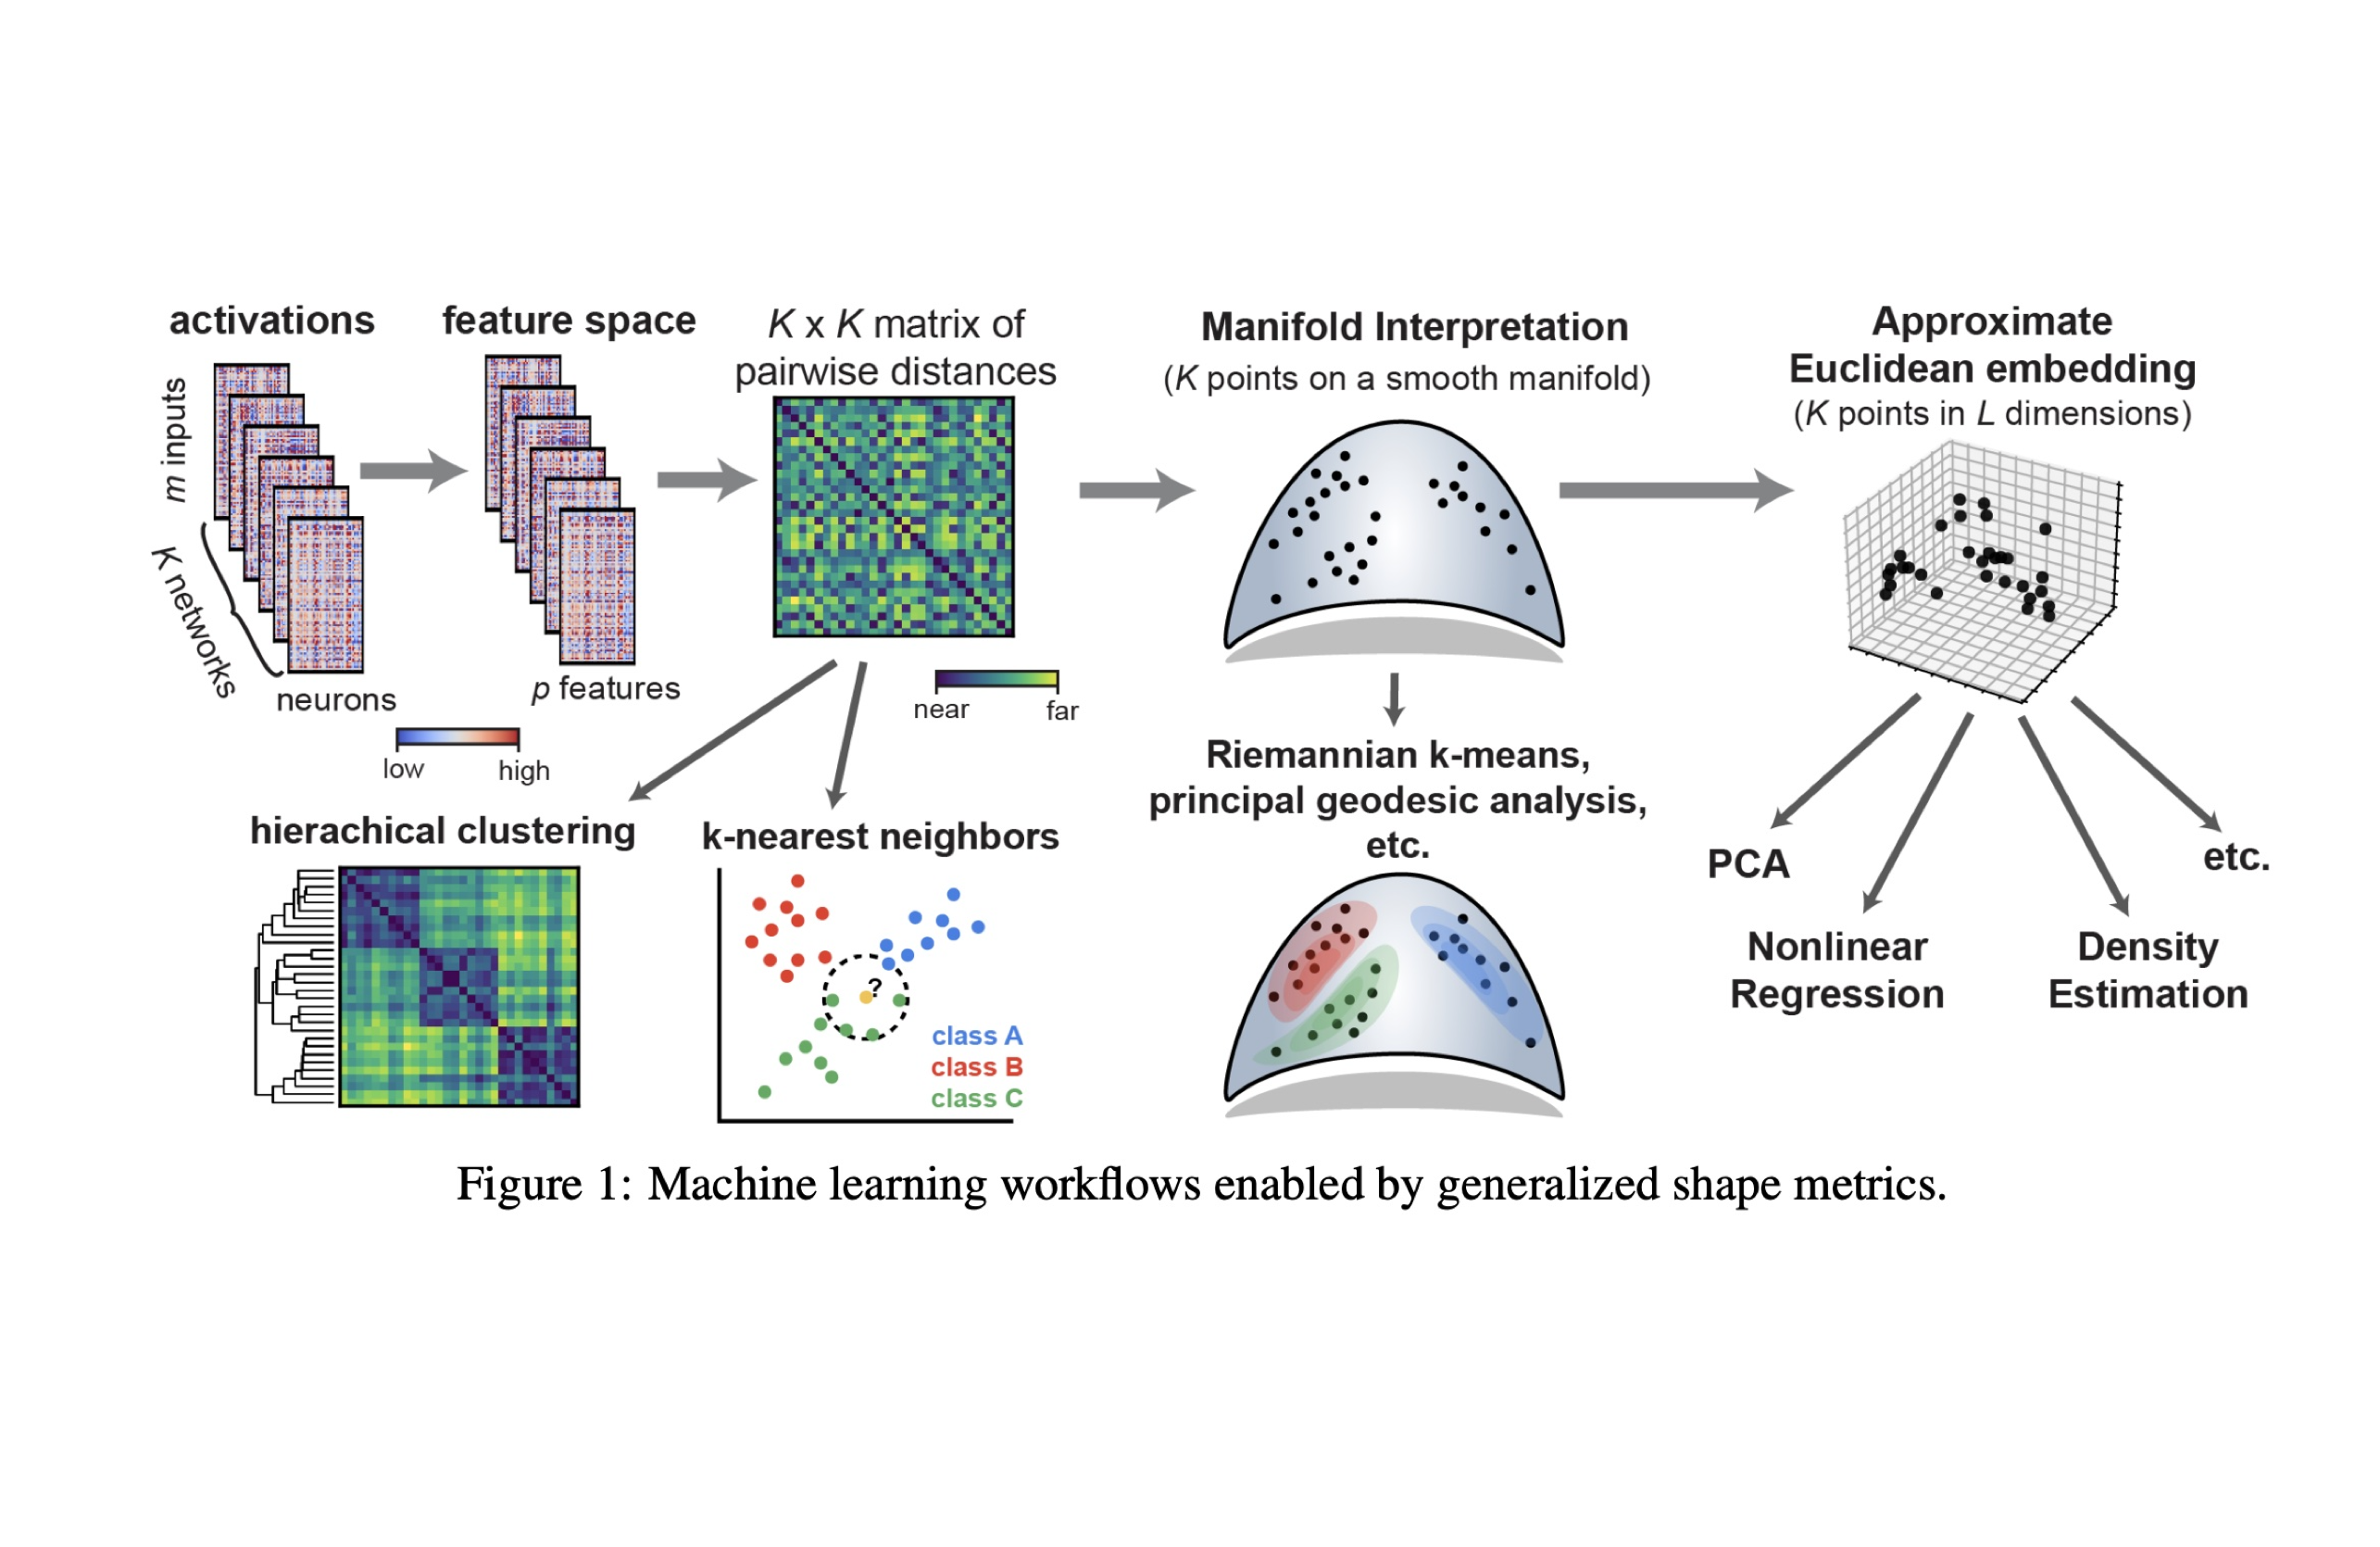 activations
m inputs
K networks
neurons
low high
feature space
p features
K x K matrix of
pairwise distances
near far
hierachical clustering
k-nearest neighbors
?
class A
class B
class C
Manifold Interpretation
(K points on a smooth manifold)
Riemannian k-means,
principal geodesic analysis,
etc.
Approximate
Euclidean embedding
(K points in L dimensions)
PCA
Nonlinear
Regression
Density
Estimation
etc.
Figure 1: Machine learning workflows enabled by generalized shape metrics.